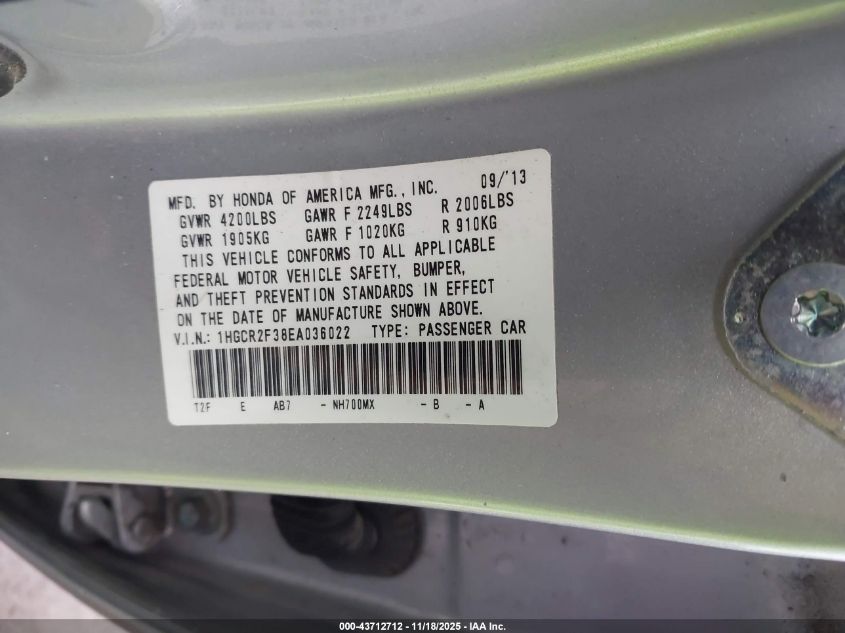 MFD. BY HONDA OF AMERICA MFG., INC. 09/'13
GVWR 4200LBS GAWR F 2249LBS R 2006LBS
GVWR 1905KG GAWR F 1020KG R 910KG
THIS VEHICLE CONFORMS TO ALL APPLICABLE
FEDERAL MOTOR VEHICLE SAFETY, BUMPER,
AND THEFT PREVENTION STANDARDS IN EFFECT
ON THE DATE OF MANUFACTURE SHOWN ABOVE.
V.I.N.: 1HGCR2F38EA036022 TYPE: PASSENGER CAR
T2F E AB7 - NH700MX - B - A
000-43712712 - 11/18/2025 - IAA Inc.